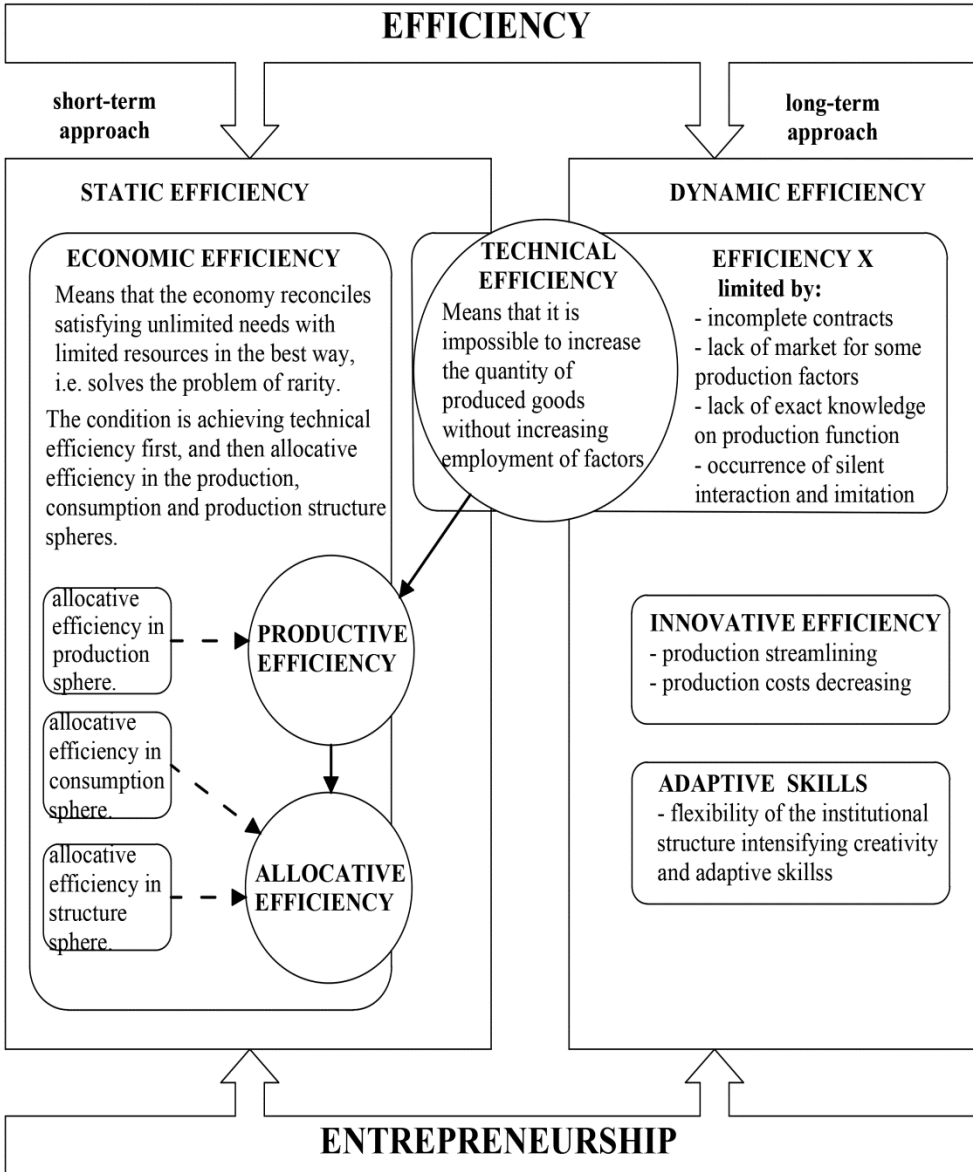 EFFICIENCY
short-term
approach
long-term
approach
STATIC EFFICIENCY
ECONOMIC EFFICIENCY
Means that the economy reconciles
satisfying unlimited needs with
limited resources in the best way,
i.e. solves the problem of rarity.
The condition is achieving technical
efficiency first, and then allocative
efficiency in the production,
consumption and production structure
spheres.
allocative
efficiency in
production
sphere.
PRODUCTIVE
EFFICIENCY
allocative
efficiency in
consumption
sphere.
allocative
efficiency in
structure
sphere.
ALLOCATIVE
EFFICIENCY
TECHNICAL
EFFICIENCY
Means that it is
impossible to increase
the quantity of
produced goods
without increasing
employment of factors
DYNAMIC EFFICIENCY
EFFICIENCY X
limited by:
- incomplete contracts
- lack of market for some
production factors
- lack of exact knowledge
on production function
- occurrence of silent
interaction and imitation
INNOVATIVE EFFICIENCY
- production streamlining
- production costs decreasing
ADAPTIVE SKILLS
- flexibility of the institutional
structure intensifying creativity
and adaptive skillss
ENTREPRENEURSHIP